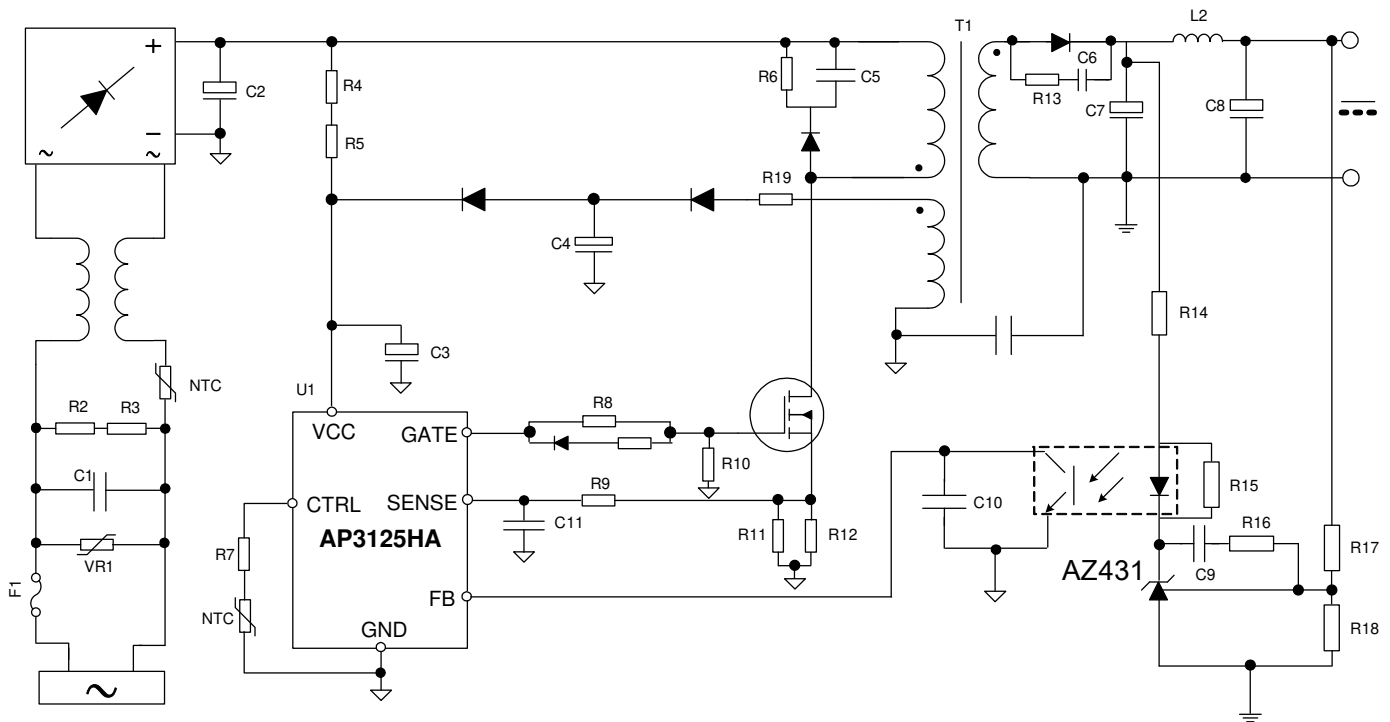 T1
L2
+
−
~
~
C2
R4
R5
R6
C5
C6
R13
C7
C8
R19
C4
C3
R14
NTC
U1
R2
R3
VCC
GATE
R8
R10
C1
CTRL
SENSE
R9
C11
R11
R12
C10
R15
AP3125HA
R7
R16
R17
VR1
C9
AZ431
F1
NTC
FB
GND
R18
~